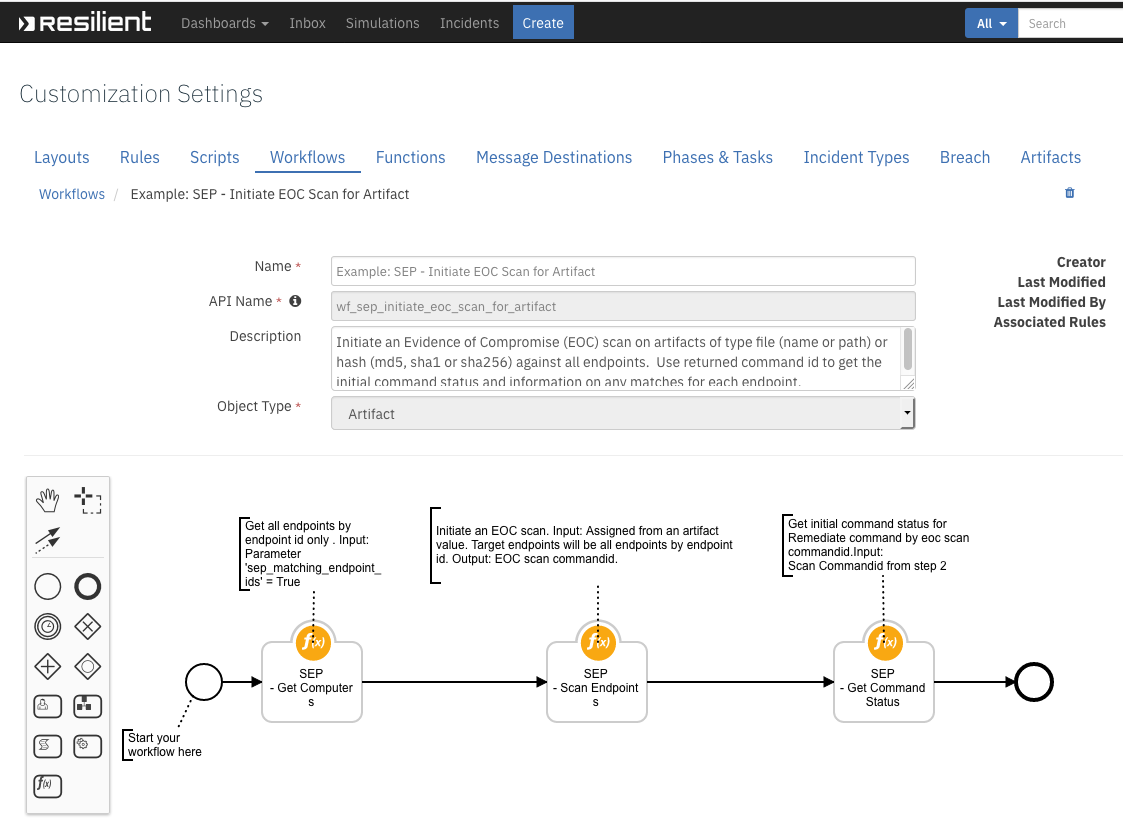 resilient Dashboards Inbox Simulations Incidents Create All Search
Customization Settings
Layouts Rules Scripts Workflows Functions Message Destinations Phases & Tasks Incident Types Breach Artifacts
Workflows / Example: SEP - Initiate EOC Scan for Artifact
Name * Example: SEP - Initiate EOC Scan for Artifact
API Name * wf_sep_initiate_eoc_scan_for_artifact
Description Initiate an Evidence of Compromise (EOC) scan on artifacts of type file (name or path) or
hash (md5, sha1 or sha256) against all endpoints. Use returned command id to get the
initial command status and information on any matches for each endpoint.
Object Type * Artifact
Creator
Last Modified
Last Modified By
Associated Rules
Get all endpoints by
endpoint id only . Input:
Parameter
'sep_matching_endpoint_
ids' = True
Initiate an EOC scan. Input: Assigned from an artifact
value. Target endpoints will be all endpoints by endpoint
id. Output: EOC scan commandid.
Get initial command status for
Remediate command by eoc scan
commandid.Input:
Scan Commandid from step 2
f(x)
SEP
- Get Computer
s
f(x)
SEP
- Scan Endpoint
s
f(x)
SEP
- Get Command
Status
Start your
workflow here
f(x)